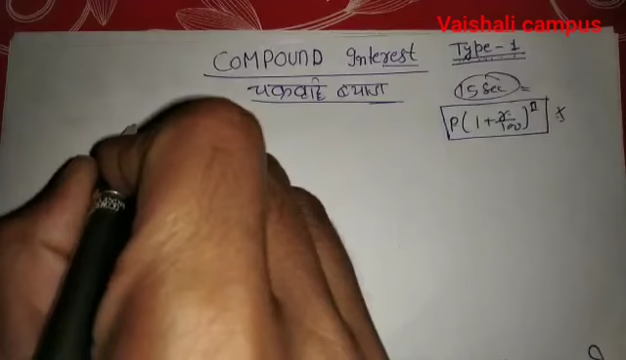 Vaishali campus
COMPOUND Interest Type-1
चक्रवृद्धि ब्याज 15 Sec
P(1+r/100)^n